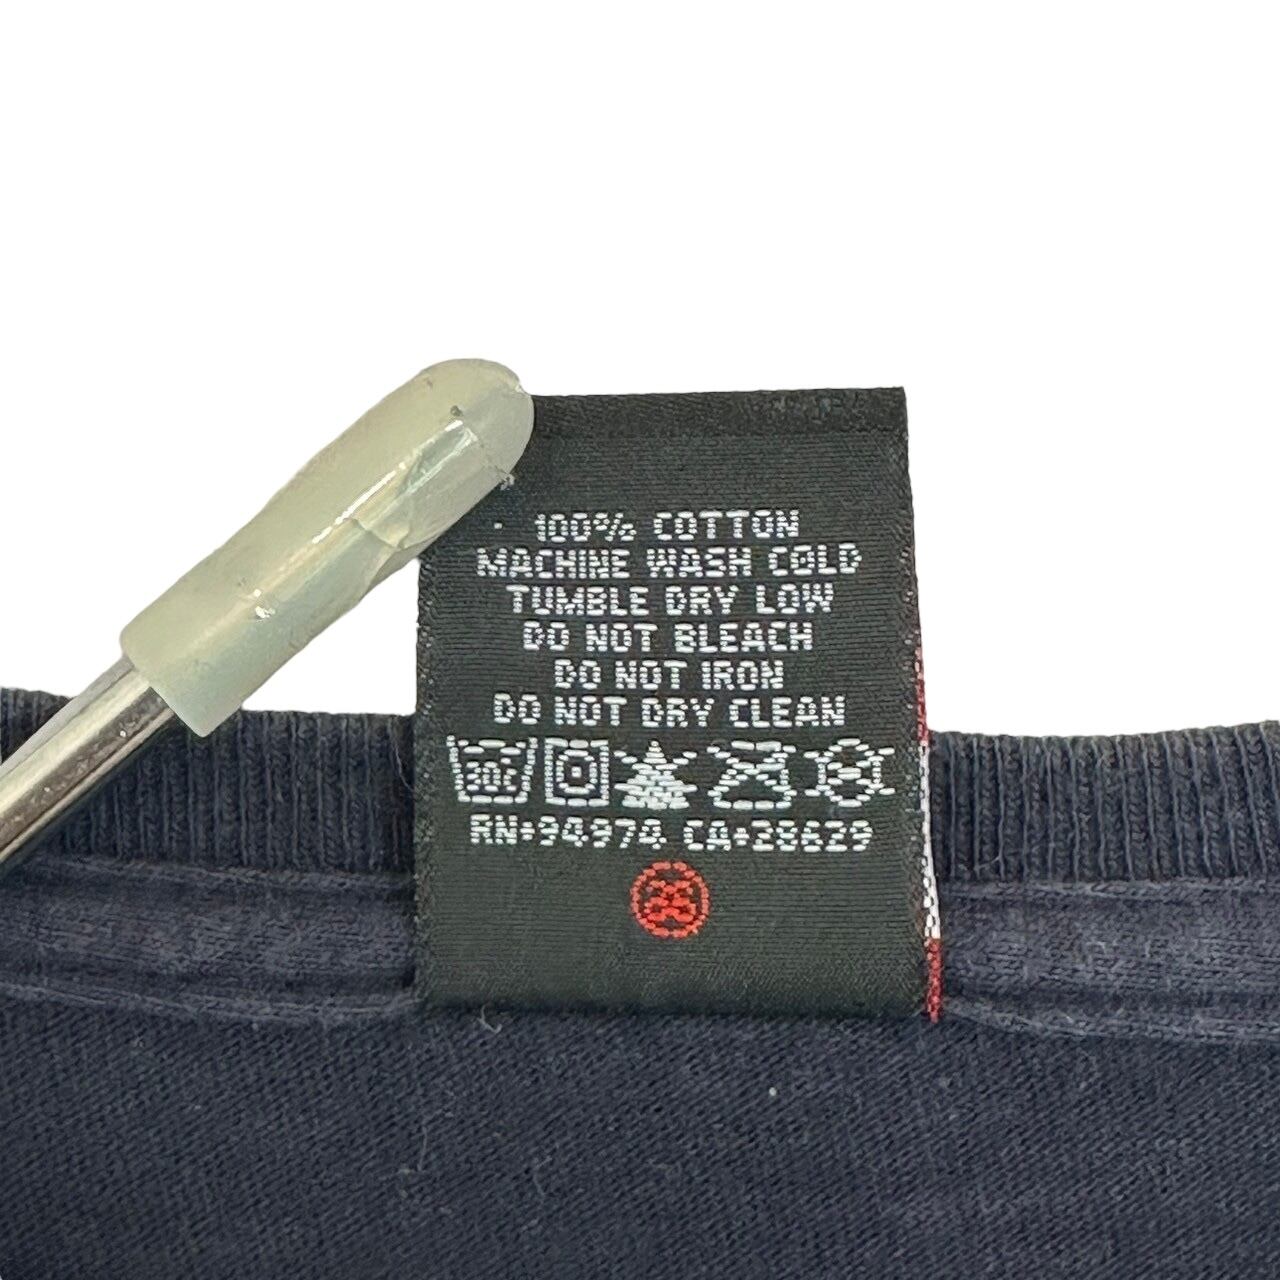 100% COTTON
MACHINE WASH COLD
TUMBLE DRY LOW
DO NOT BLEACH
DO NOT IRON
DO NOT DRY CLEAN
30C
RN#94974 CA#28629